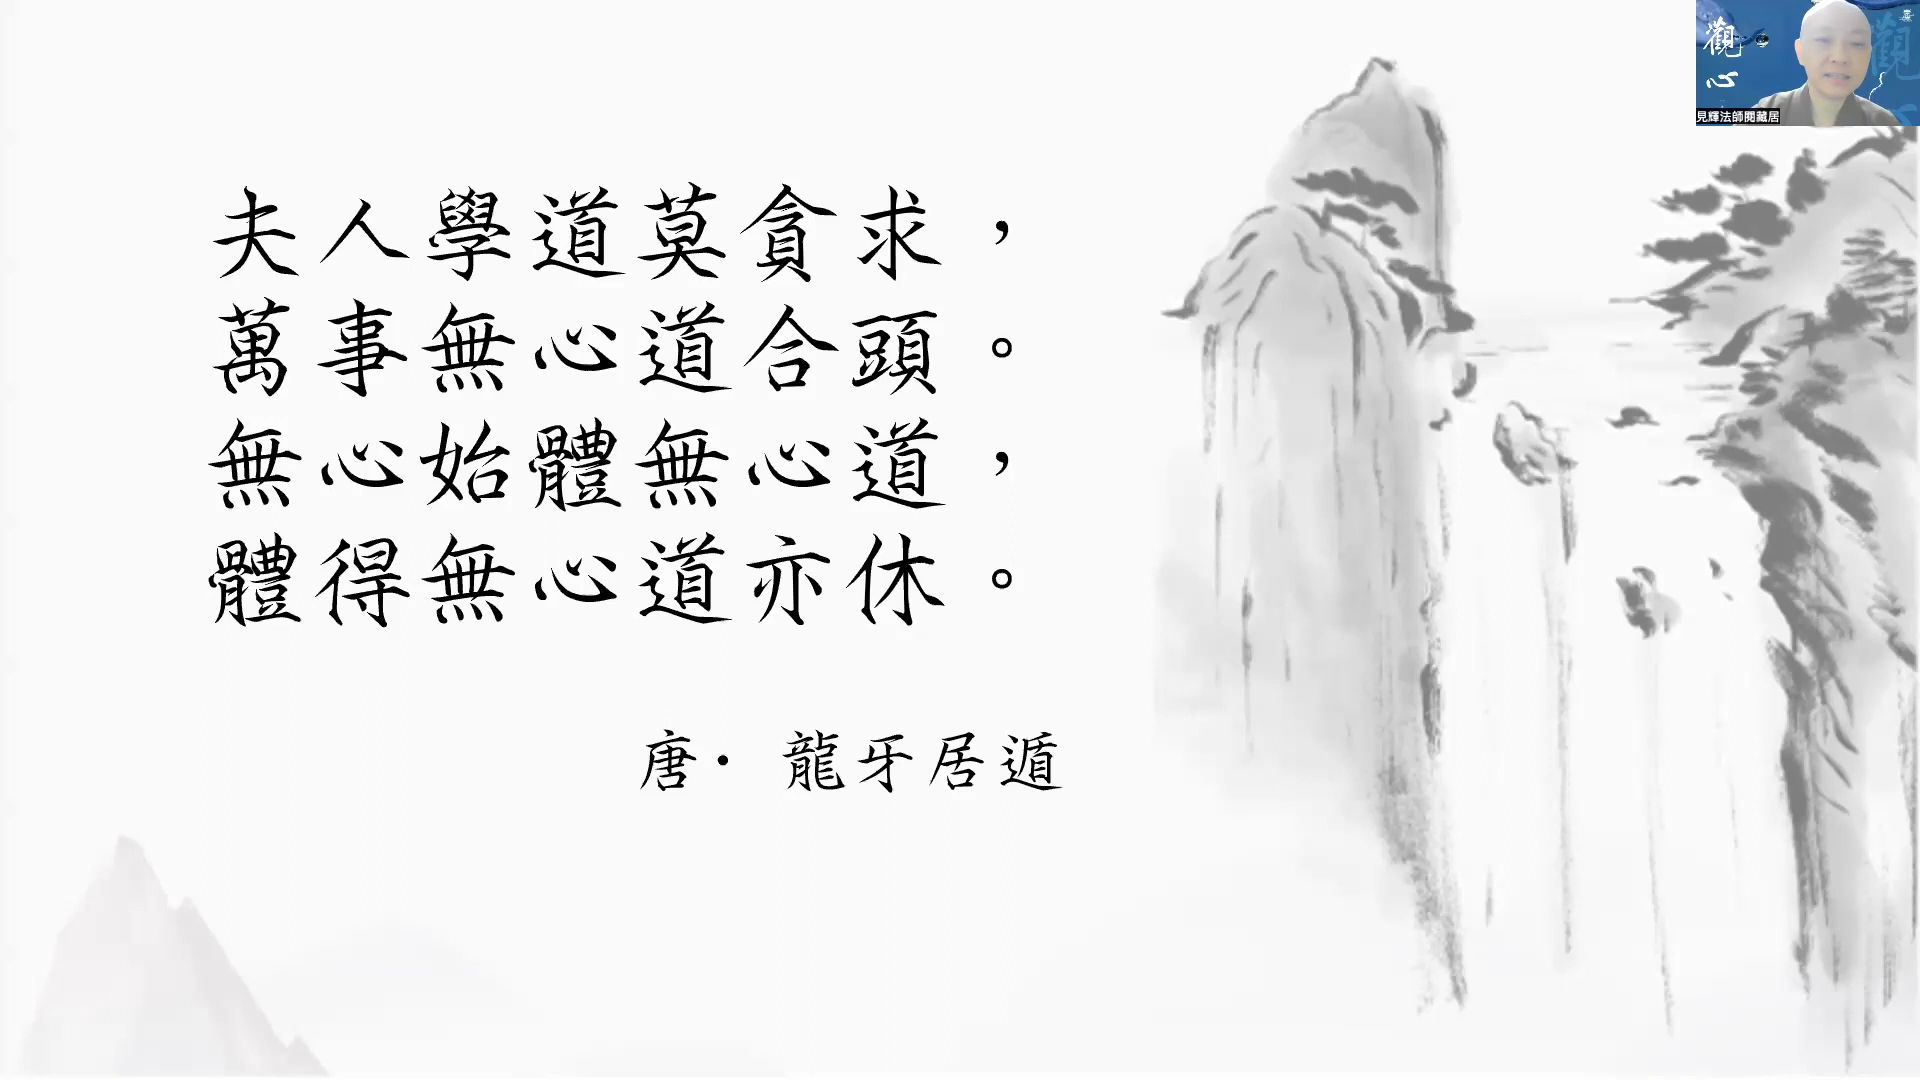 夫人學道莫貪求，
萬事無心道合頭。
無心始體無心道，
體得無心道亦休。
唐· 龍牙居遁
觀心
見輝法師閱藏居